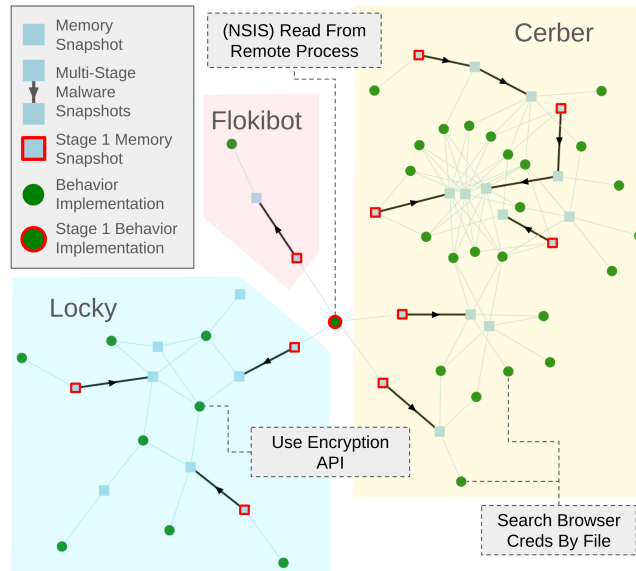 Memory
Snapshot
Multi-Stage
Malware
Snapshots
Stage 1 Memory
Snapshot
Behavior
Implementation
Stage 1 Behavior
Implementation
(NSIS) Read From
Remote Process
Cerber
Flokibot
Locky
Use Encryption
API
Search Browser
Creds By File